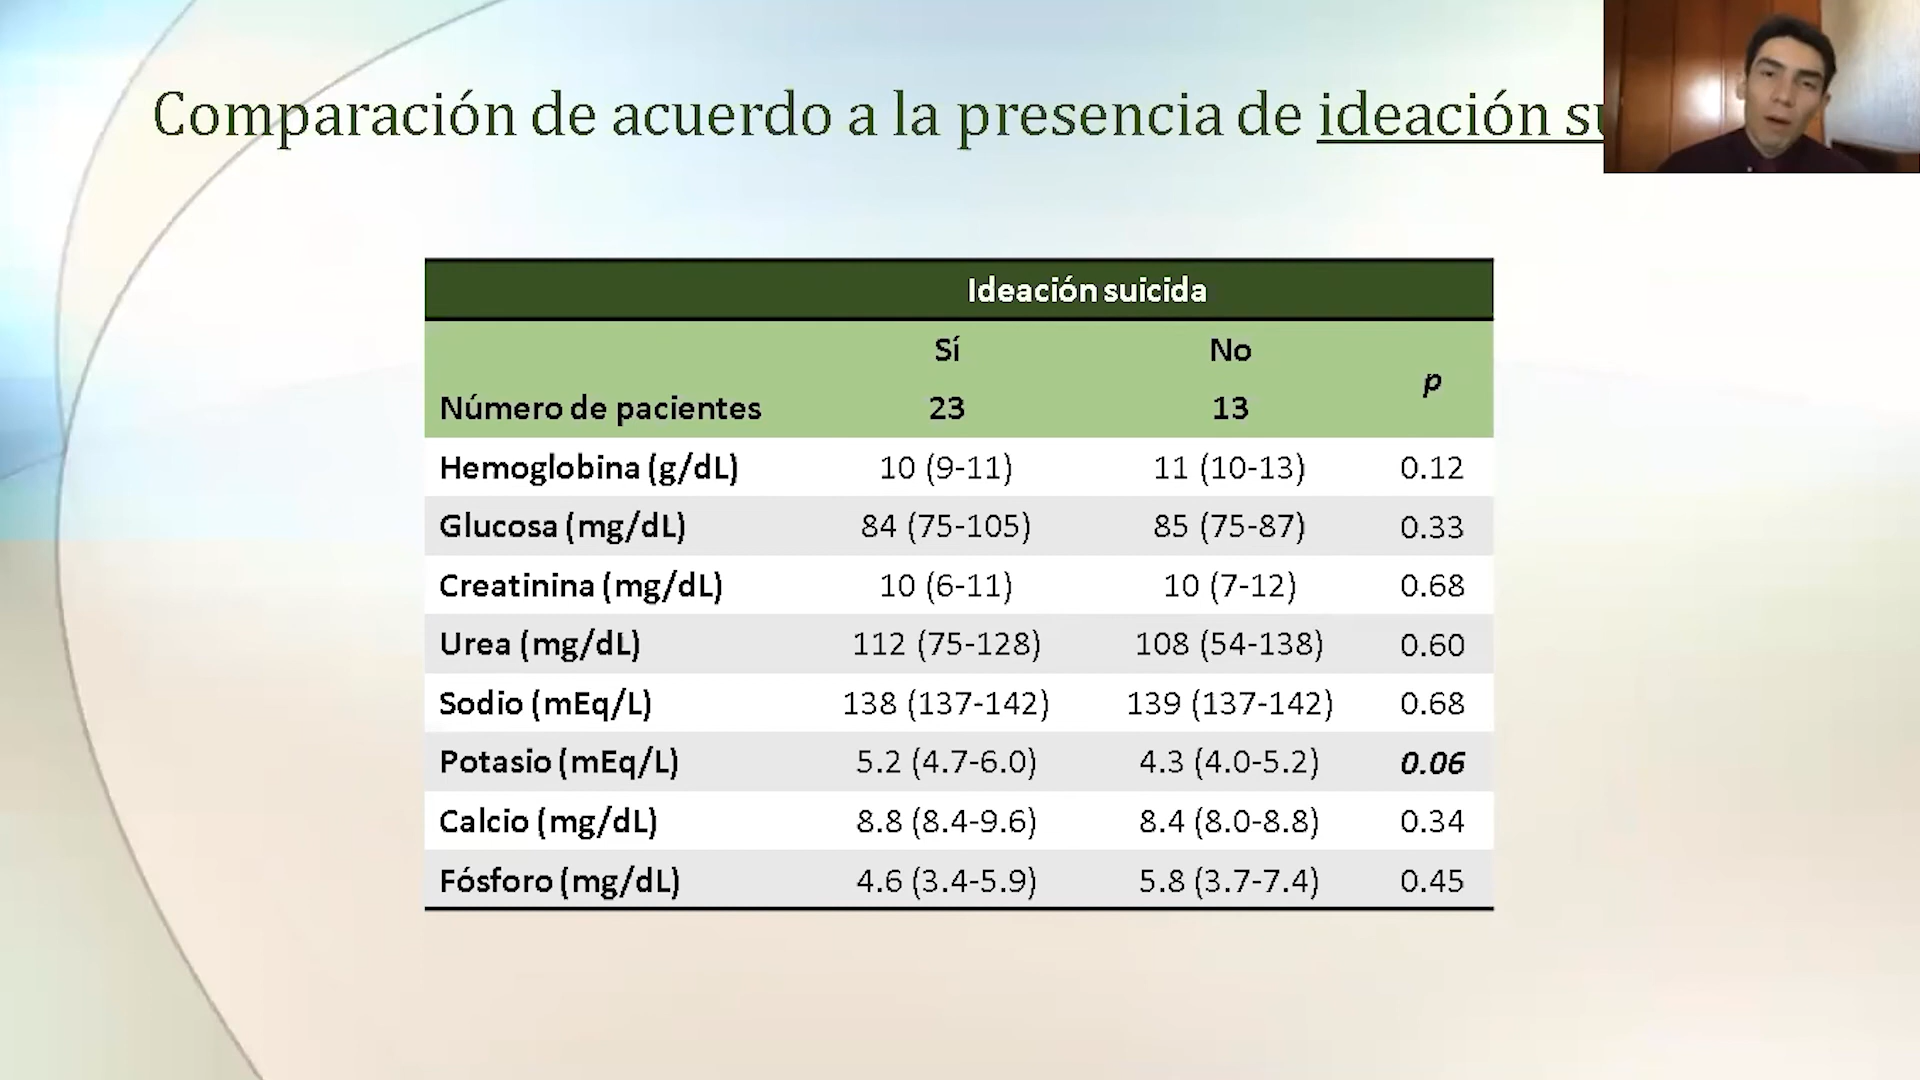 Comparación de acuerdo a la presencia de ideación
Ideación suicida
Sí No
p
Número de pacientes 23 13
Hemoglobina (g/dL) 10 (9-11) 11 (10-13) 0.12
Glucosa (mg/dL) 84 (75-105) 85 (75-87) 0.33
Creatinina (mg/dL) 10 (6-11) 10 (7-12) 0.68
Urea (mg/dL) 112 (75-128) 108 (54-138) 0.60
Sodio (mEq/L) 138 (137-142) 139 (137-142) 0.68
Potasio (mEq/L) 5.2 (4.7-6.0) 4.3 (4.0-5.2) 0.06
Calcio (mg/dL) 8.8 (8.4-9.6) 8.4 (8.0-8.8) 0.34
Fósforo (mg/dL) 4.6 (3.4-5.9) 5.8 (3.7-7.4) 0.45